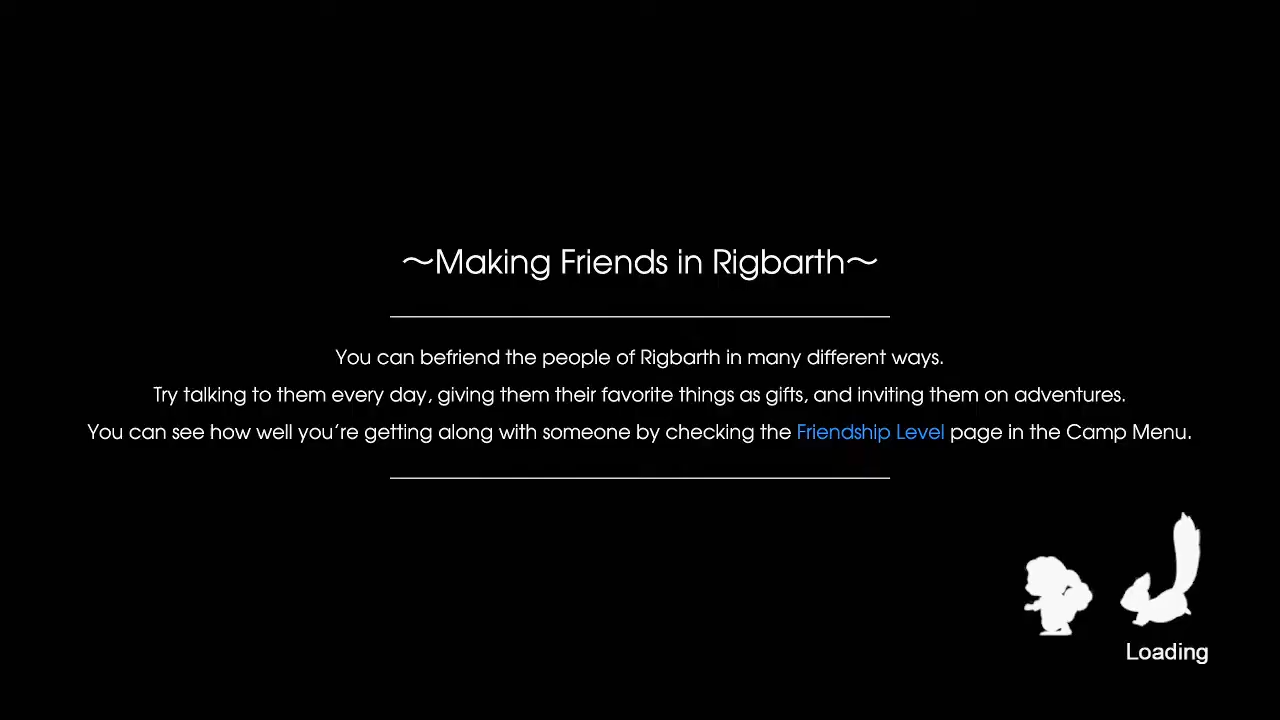 ～Making Friends in Rigbarth～
You can befriend the people of Rigbarth in many different ways.
Try talking to them every day, giving them their favorite things as gifts, and inviting them on adventures.
You can see how well you’re getting along with someone by checking the Friendship Level page in the Camp Menu.
Loading